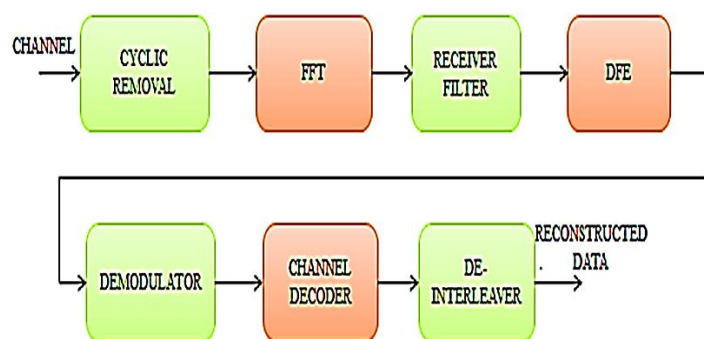 CHANNEL
CYCLIC
REMOVAL
FFT
RECEIVER
FILTER
DFE
DEMODULATOR
CHANNEL
DECODER
DE-
INTERLEAVER
RECONSTRUCTED
DATA